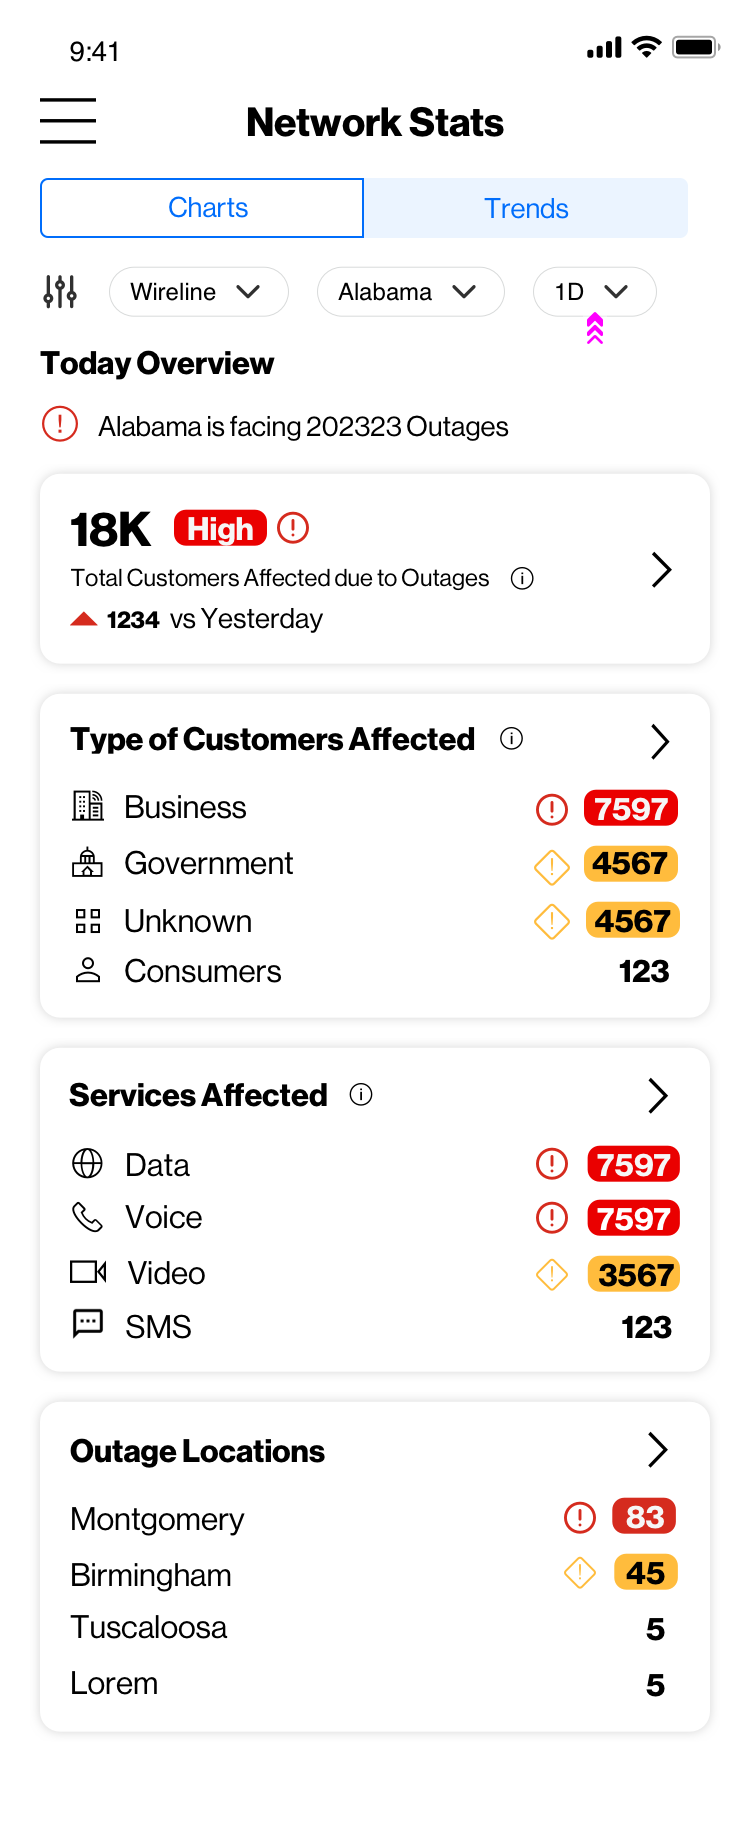 9:41
Network Stats
Charts Trends
Wireline Alabama 1D
Today Overview
Alabama is facing 202323 Outages
18K High
Total Customers Affected due to Outages
1234 vs Yesterday
Type of Customers Affected
Business 7597
Government 4567
Unknown 4567
Consumers 123
Services Affected
Data 7597
Voice 7597
Video 3567
SMS 123
Outage Locations
Montgomery 83
Birmingham 45
Tuscaloosa 5
Lorem 5